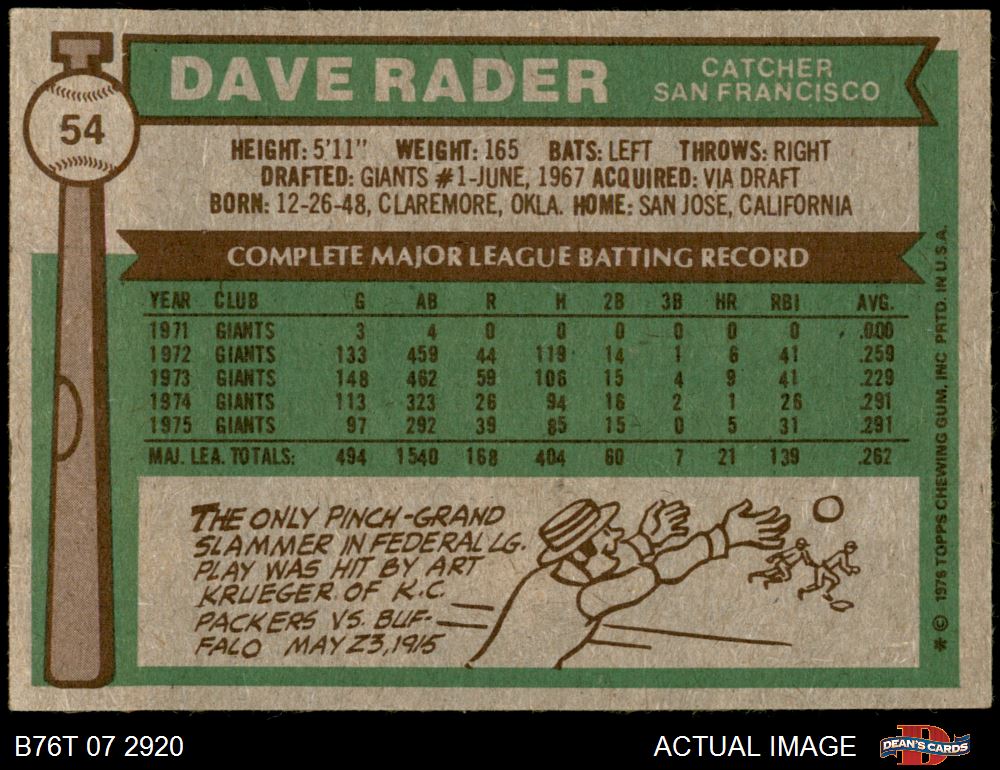 54
DAVE RADER
CATCHER
SAN FRANCISCO
HEIGHT: 5'11" WEIGHT: 165 BATS: LEFT THROWS: RIGHT
DRAFTED: GIANTS #1-JUNE, 1967 ACQUIRED: VIA DRAFT
BORN: 12-26-48, CLAREMORE, OKLA. HOME: SAN JOSE, CALIFORNIA
COMPLETE MAJOR LEAGUE BATTING RECORD
YEAR CLUB G AB R H 2B 3B HR RBI AVG.
1971 GIANTS 3 4 0 0 0 0 0 0 .000
1972 GIANTS 133 459 44 119 14 1 6 41 .259
1973 GIANTS 148 462 59 106 15 4 9 41 .229
1974 GIANTS 113 323 26 94 16 2 1 26 .291
1975 GIANTS 97 292 39 85 15 0 5 31 .291
MAJ. LEA. TOTALS: 494 1540 168 404 60 7 21 139 .262
THE ONLY PINCH-GRAND
SLAMMER IN FEDERAL LG.
PLAY WAS HIT BY ART
KRUEGER OF K.C.
PACKERS VS. BUF-
FALO MAY 23, 1915
* © 1976 TOPPS CHEWING GUM, INC PRTD. IN U.S.A.
B76T 07 2920
ACTUAL IMAGE
DEAN'S CARDS